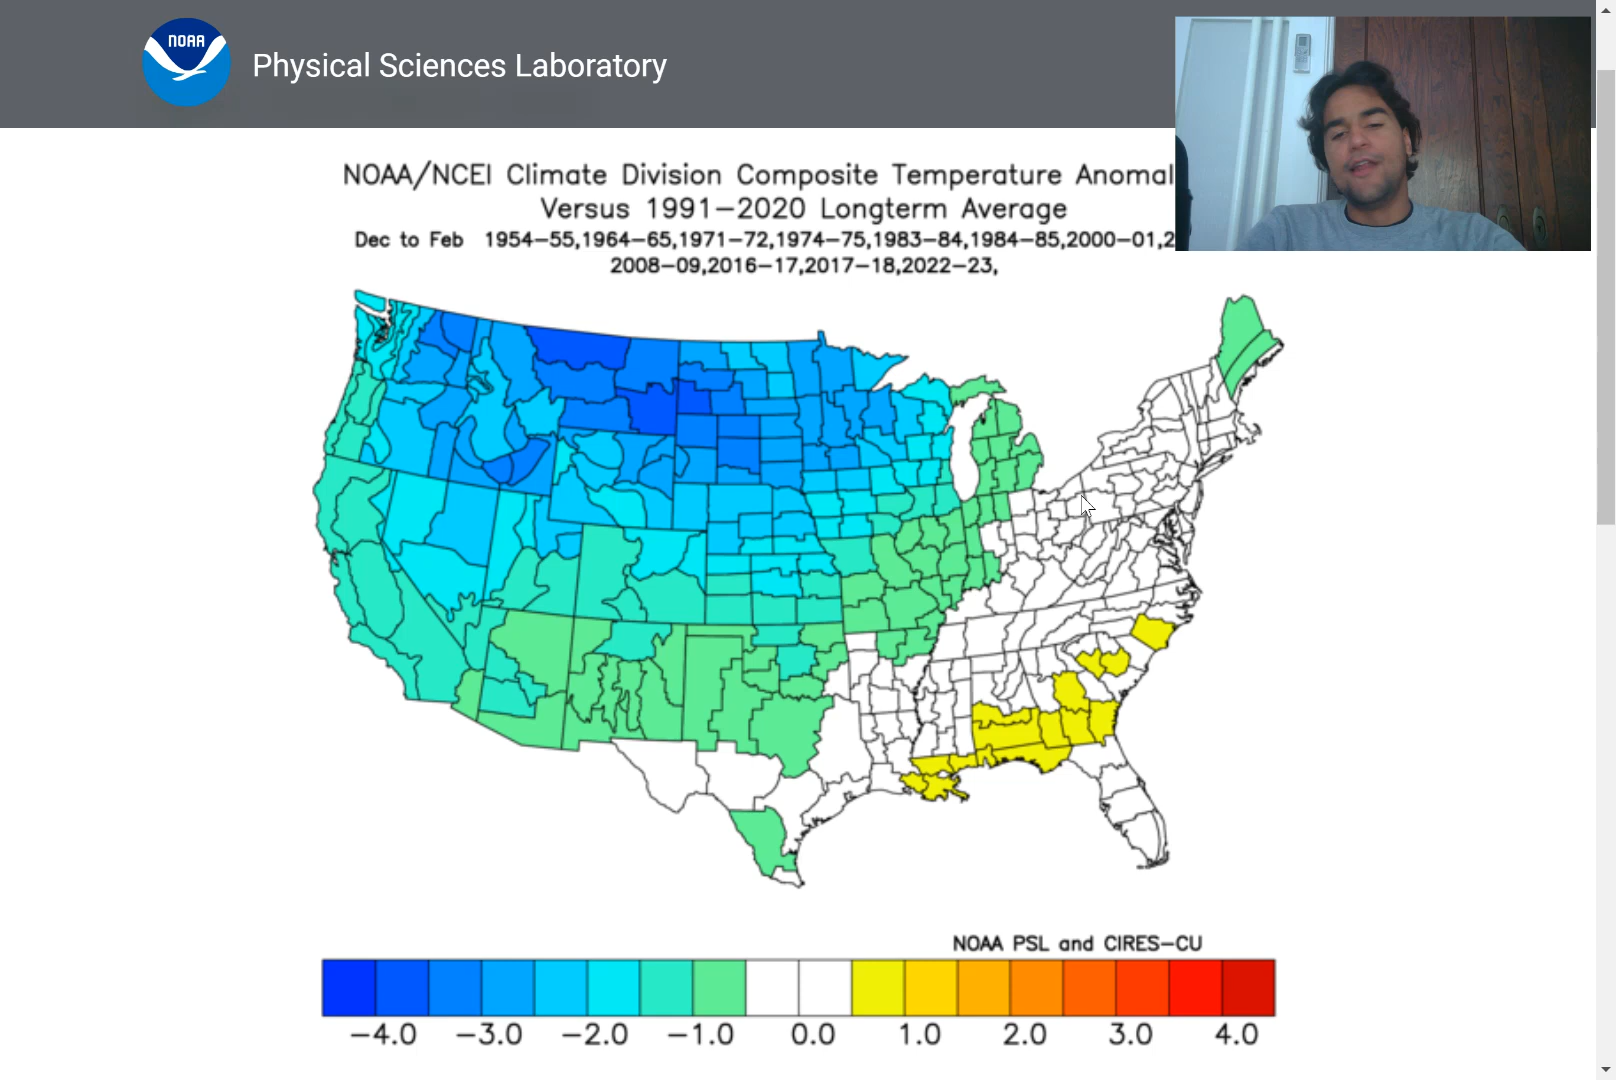 NOAA
Physical Sciences Laboratory
NOAA/NCEI Climate Division Composite Temperature Anomal
Versus 1991-2020 Longterm Average
Dec to Feb 1954-55,1964-65,1971-72,1974-75,1983-84,1984-85,2000-01,2
2008-09,2016-17,2017-18,2022-23,
NOAA PSL and CIRES-CU
-4.0 -3.0 -2.0 -1.0 0.0 1.0 2.0 3.0 4.0